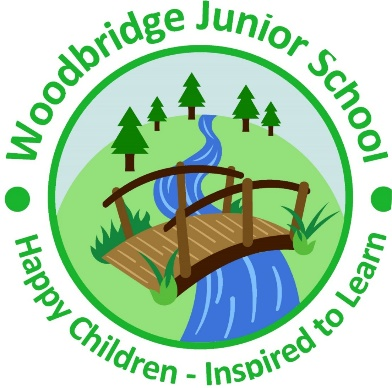 Woodbridge Junior School
Happy Children - Inspired to Learn